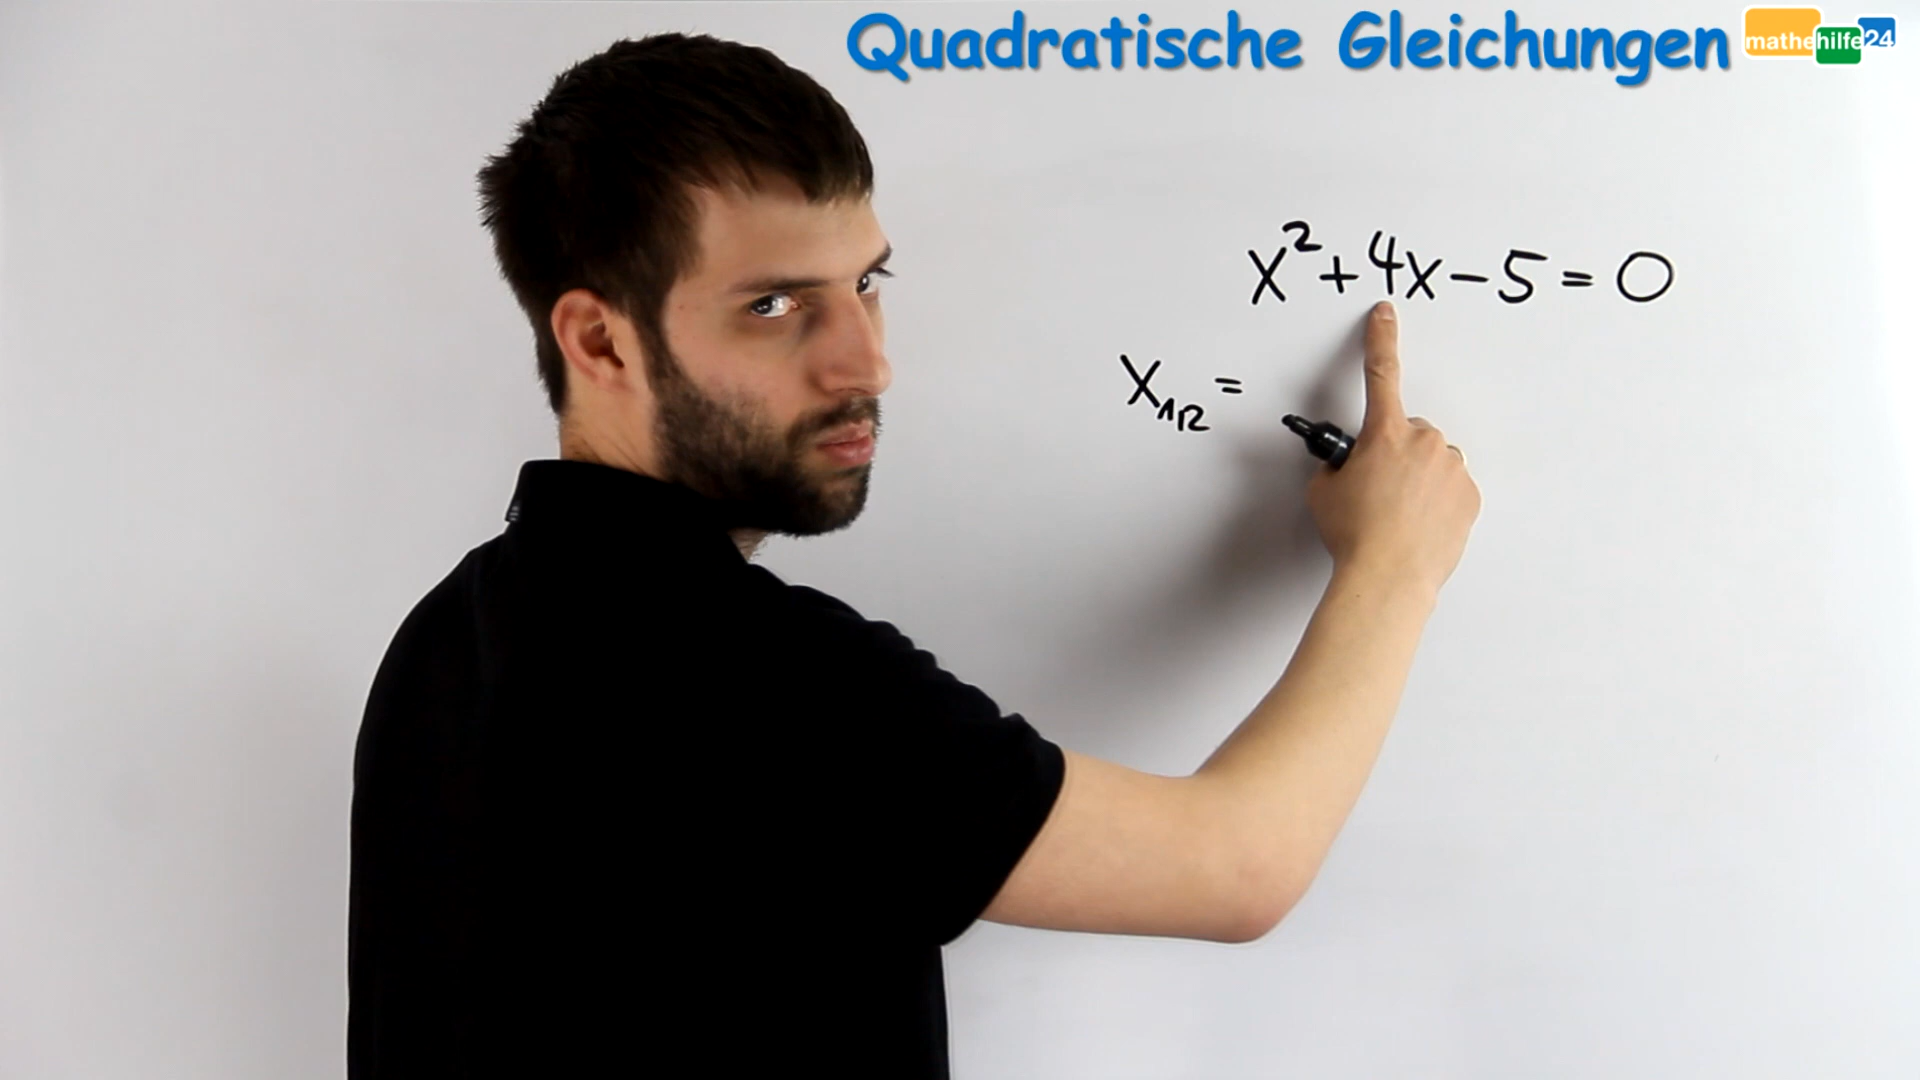 Quadratische Gleichungen
mathehilfe24
x²+4x-5=0
x₁,₂ =